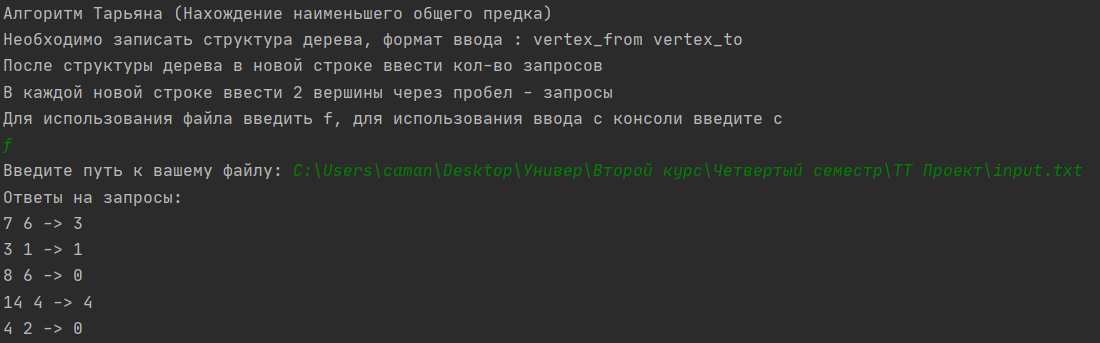 Алгоритм Тарьяна (Нахождение наименьшего общего предка)
Необходимо записать структура дерева, формат ввода : vertex_from vertex_to
После структуры дерева в новой строке ввести кол-во запросов
В каждой новой строке ввести 2 вершины через пробел - запросы
Для использования файла введить f, для использования ввода с консоли введите c
f
Введите путь к вашему файлу: C:\Users\caman\Desktop\Универ\Второй курс\Четвертый семестр\ТТ Проект\input.txt
Ответы на запросы:
7 6 -> 3
3 1 -> 1
8 6 -> 0
14 4 -> 4
4 2 -> 0